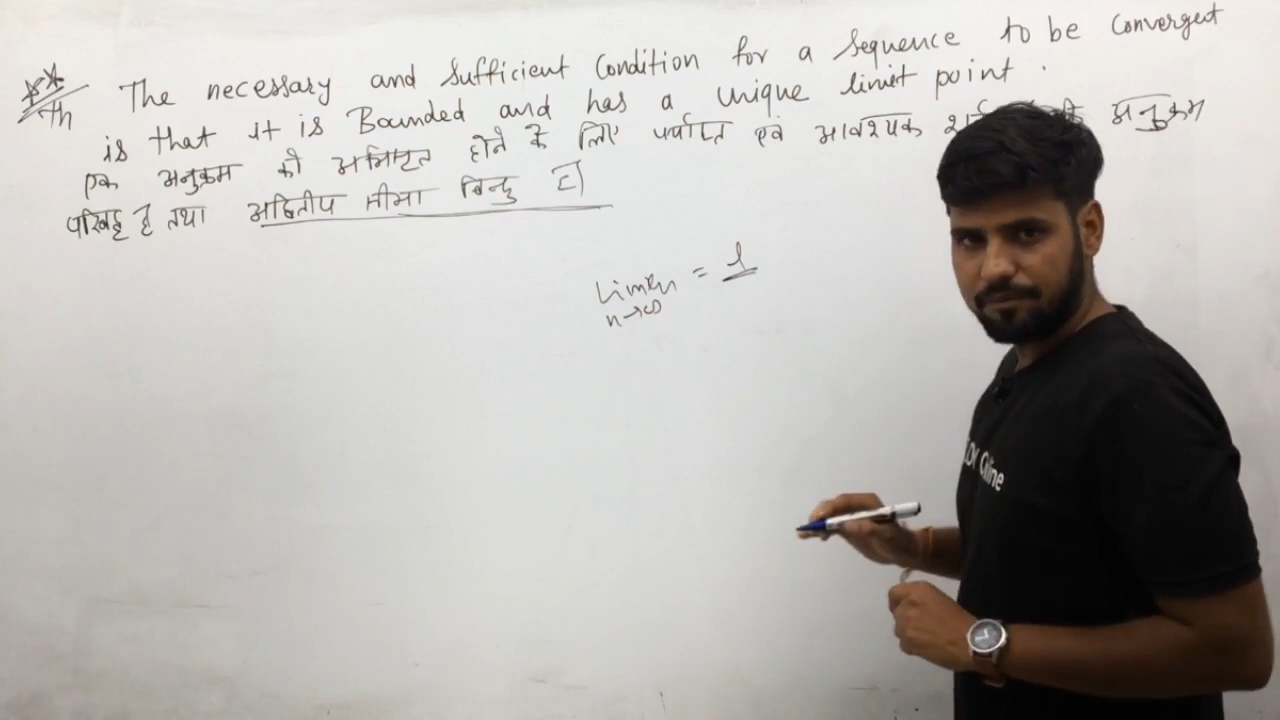 ** The necessary and sufficient Condition for a sequence to be Convergent
Th is that it is Bounded and has a unique limit point.
एक अनुक्रम को अभिसृत होने के लिए पर्याप्त एवं आवश्यक अनुक्रम
परिबद्ध है तथा अद्वितीय सीमा बिन्दु है।
lim xn = l
n→∞
Online